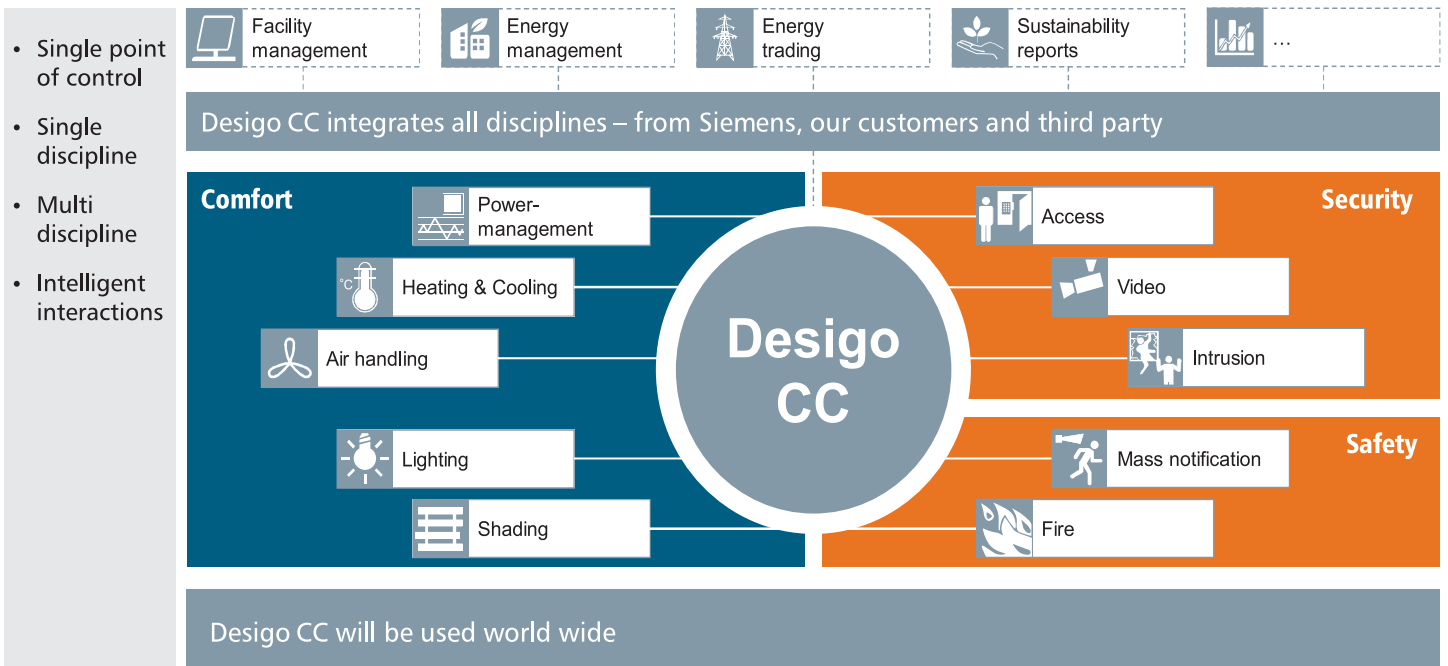 • Single point
of control
• Single
discipline
• Multi
discipline
• Intelligent
interactions
Facility
management
Energy
management
Energy
trading
Sustainability
reports
...
Desigo CC integrates all disciplines – from Siemens, our customers and third party
Comfort
Power-
management
°C
Heating & Cooling
Air handling
Lighting
Shading
Desigo
CC
Security
Access
Video
Intrusion
Safety
Mass notification
Fire
Desigo CC will be used world wide